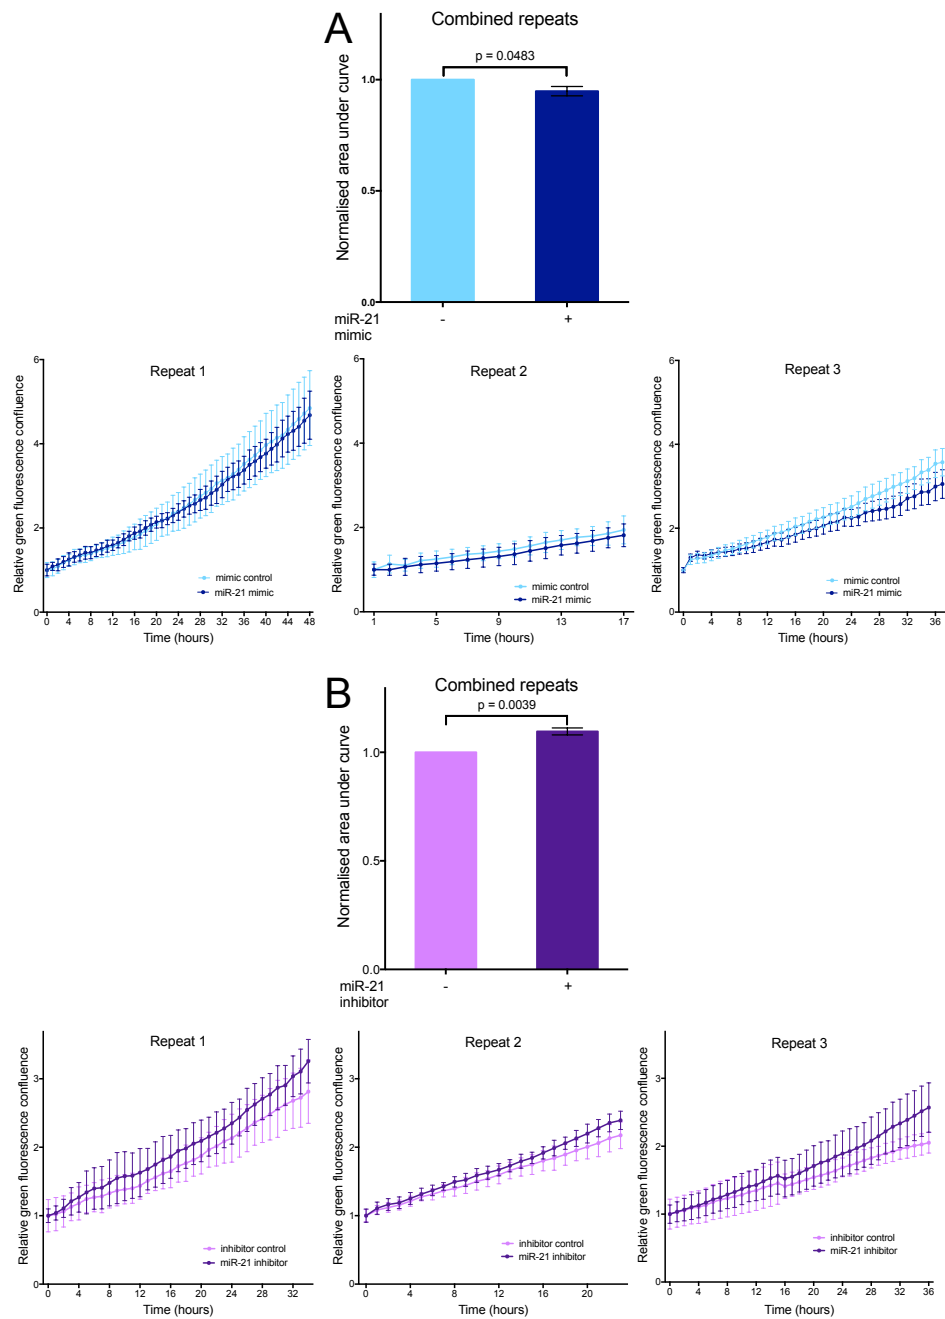 A
Combined repeats
p = 0.0483
Normalised area under curve
1.0
0.5
0.0
miR-21
mimic
- +
Repeat 1
Relative green fluorescence confluence
6
4
2
0
0 4 8 12 16 20 24 28 32 36 40 44 48
Time (hours)
mimic control
miR-21 mimic
Repeat 2
Relative green fluorescence confluence
6
4
2
0
1 5 9 13 17
Time (hours)
mimic control
miR-21 mimic
Repeat 3
Relative green fluorescence confluence
6
4
2
0
0 4 8 12 16 20 24 28 32 36
Time (hours)
mimic control
miR-21 mimic
B
Combined repeats
p = 0.0039
Normalised area under curve
1.0
0.5
0.0
miR-21
inhibitor
- +
Repeat 1
Relative green fluorescence confluence
3
2
1
0
0 4 8 12 16 20 24 28 32
Time (hours)
inhibitor control
miR-21 inhibitor
Repeat 2
Relative green fluorescence confluence
3
2
1
0
0 4 8 12 16 20
Time (hours)
inhibitor control
miR-21 inhibitor
Repeat 3
Relative green fluorescence confluence
3
2
1
0
0 4 8 12 16 20 24 28 32 36
Time (hours)
inhibitor control
miR-21 inhibitor